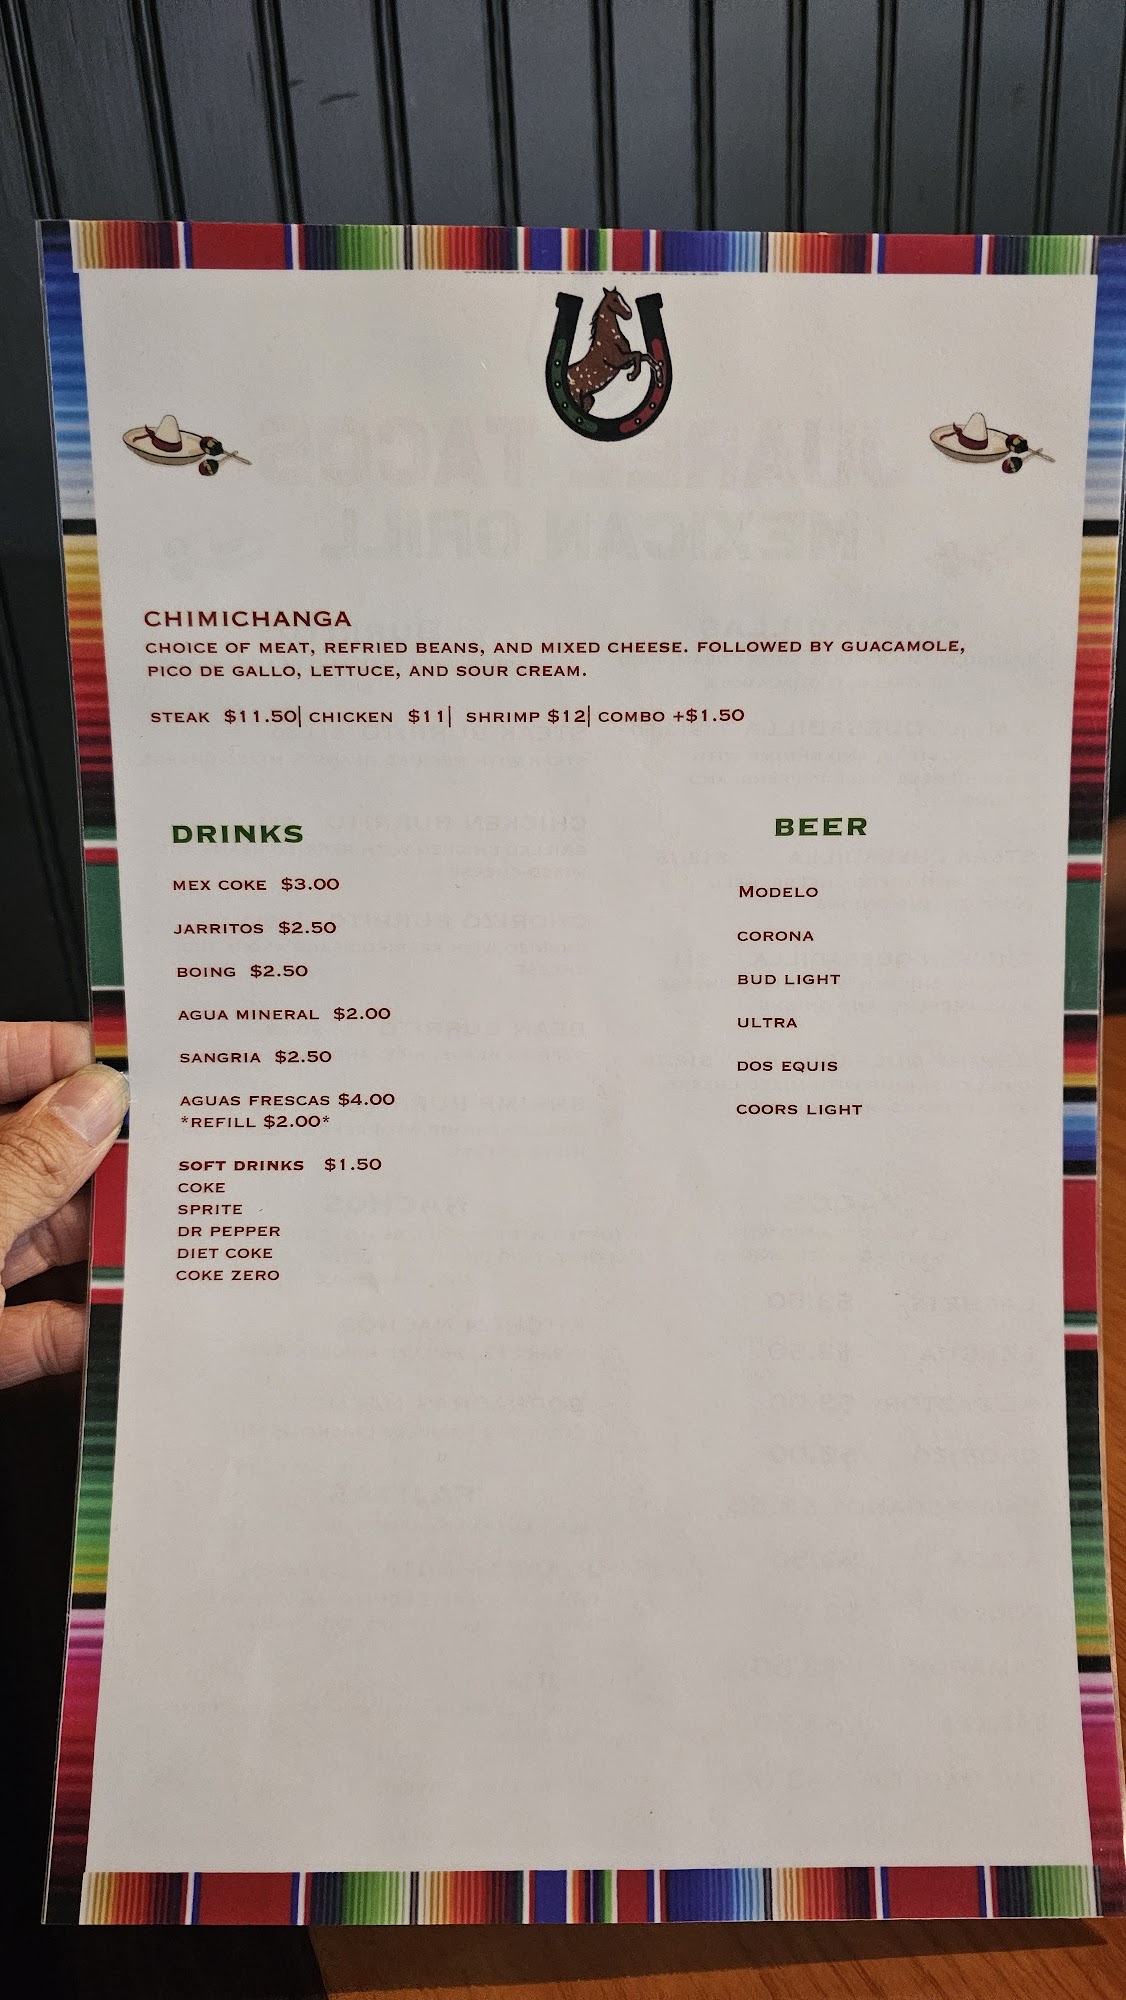 CHIMICHANGA
CHOICE OF MEAT, REFRIED BEANS, AND MIXED CHEESE. FOLLOWED BY GUACAMOLE,
PICO DE GALLO, LETTUCE, AND SOUR CREAM.
STEAK $11.50| CHICKEN $11| SHRIMP $12| COMBO +$1.50
DRINKS
MEX COKE $3.00
JARRITOS $2.50
BOING $2.50
AGUA MINERAL $2.00
SANGRIA $2.50
AGUAS FRESCAS $4.00
*REFILL $2.00*
SOFT DRINKS $1.50
COKE
SPRITE
DR PEPPER
DIET COKE
COKE ZERO
BEER
MODELO
CORONA
BUD LIGHT
ULTRA
DOS EQUIS
COORS LIGHT